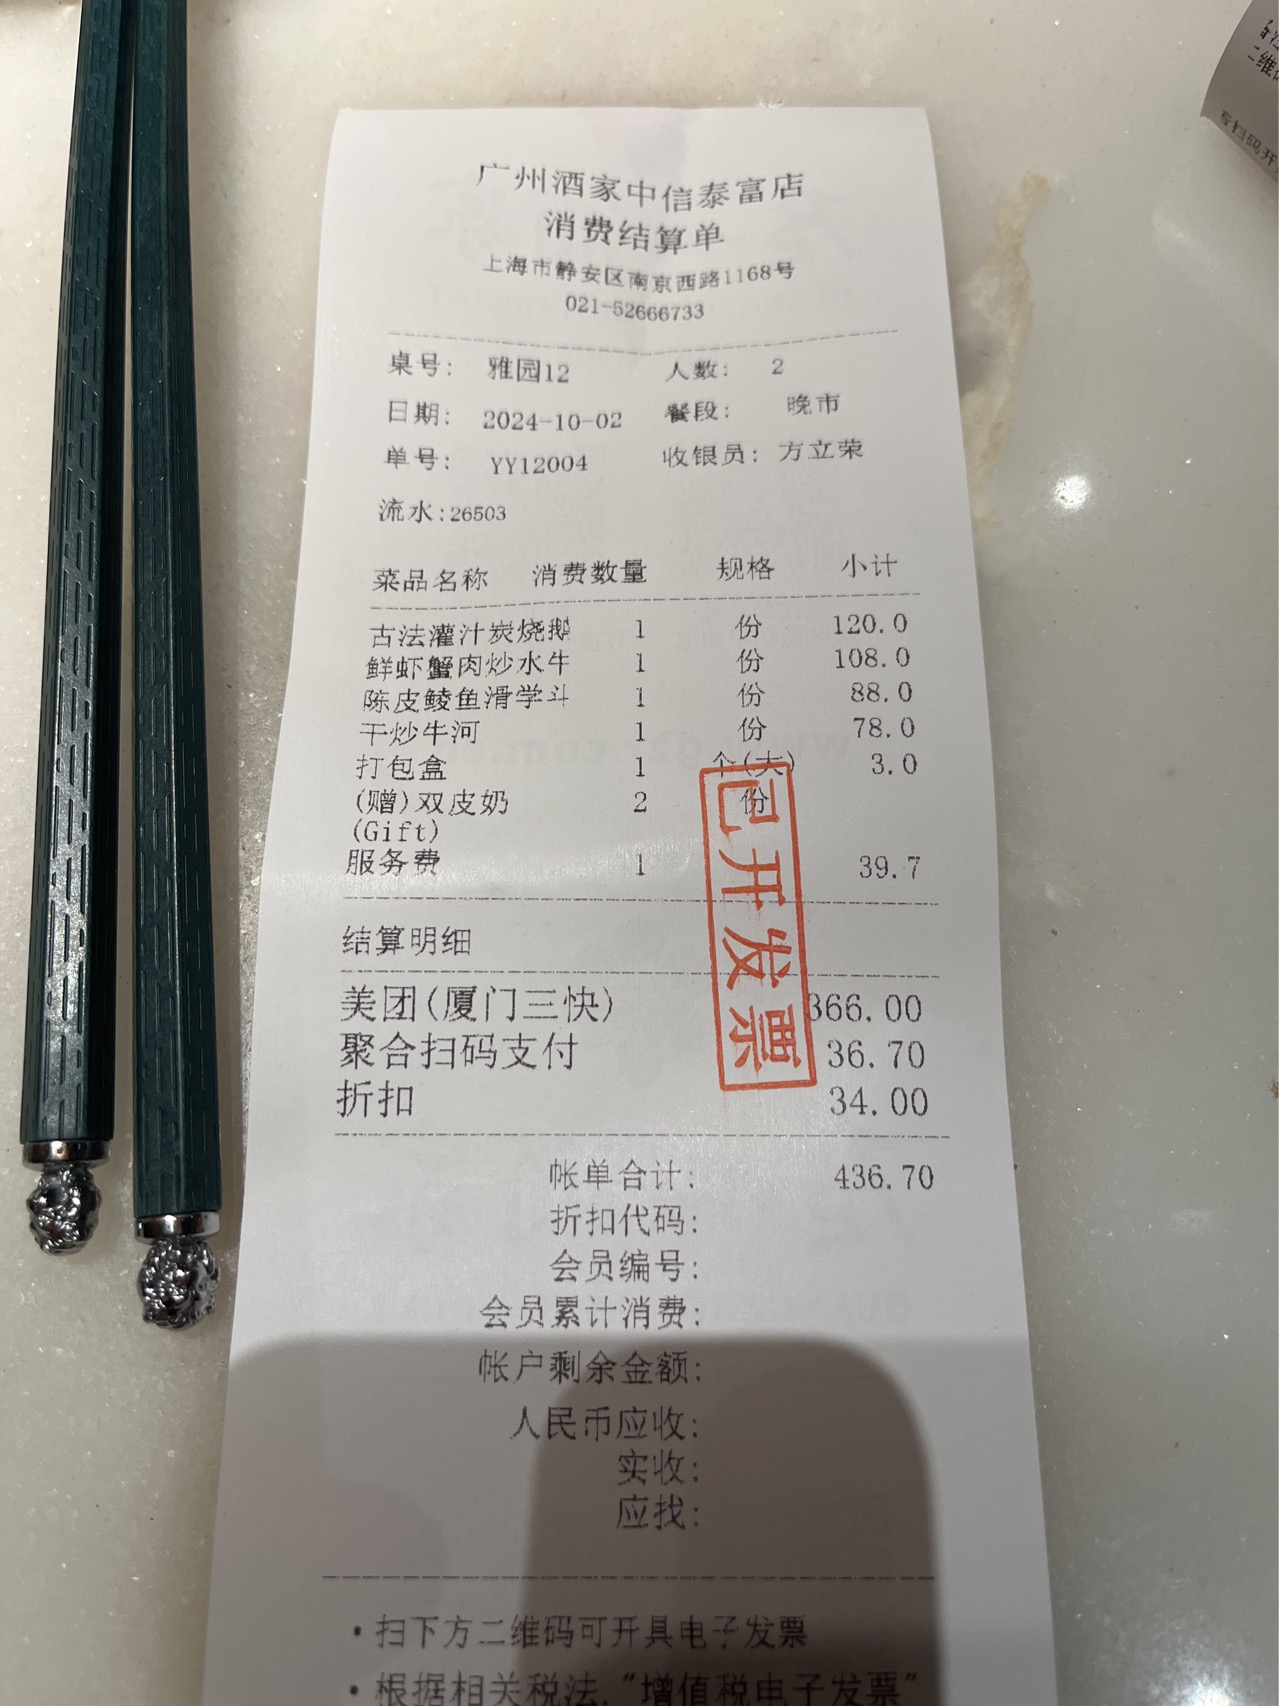 广州酒家中信泰富店
消费结算单
上海市静安区南京西路1168号
021-52666733
桌号: 雅园12 人数: 2
日期: 2024-10-02 餐段: 晚市
单号: YY12004 收银员: 方立荣
流水:26503
菜品名称 消费数量 规格 小计
古法灌汁炭烧鹅 1 份 120.0
鲜虾蟹肉炒水牛 1 份 108.0
陈皮鲮鱼滑学斗 1 份 88.0
干炒牛河 1 份 78.0
打包盒 1 个(大) 3.0
(赠)双皮奶 2 份
(Gift)
服务费 1 39.7
已开发票
结算明细
美团(厦门三快) 366.00
聚合扫码支付 36.70
折扣 34.00
帐单合计: 436.70
折扣代码:
会员编号:
会员累计消费:
帐户剩余金额:
人民币应收:
实收:
应找:
·扫下方二维码可开具电子发票
·根据相关税法,"增值税电子发票"